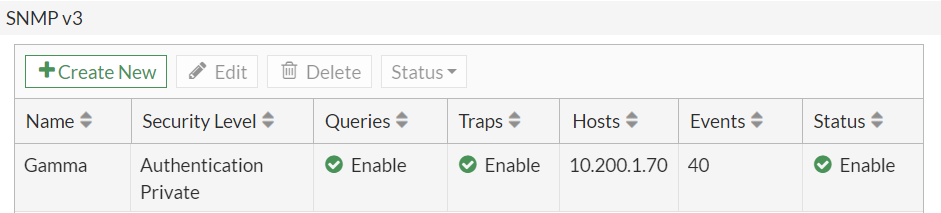 SNMP v3
Create New Edit Delete Status
Name Security Level Queries Traps Hosts Events Status
Gamma Authentication Enable Enable 10.200.1.70 40 Enable
Private